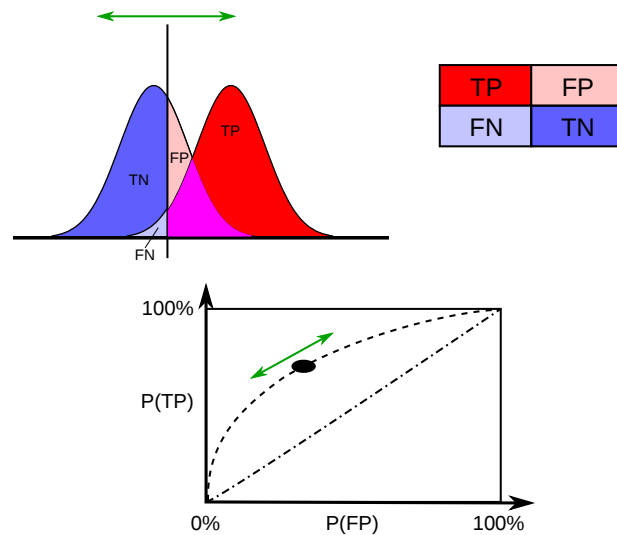 TP FP
FN TN
TN FP TP
FN
100%
P(TP)
0% P(FP) 100%